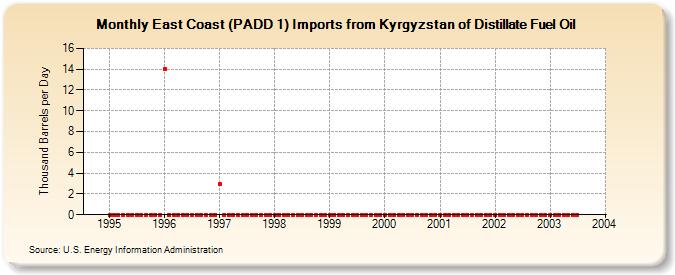 Monthly East Coast (PADD 1) Imports from Kyrgyzstan of Distillate Fuel Oil
Thousand Barrels per Day
16
14
12
10
8
6
4
2
0
1995 1996 1997 1998 1999 2000 2001 2002 2003 2004
Source: U.S. Energy Information Administration